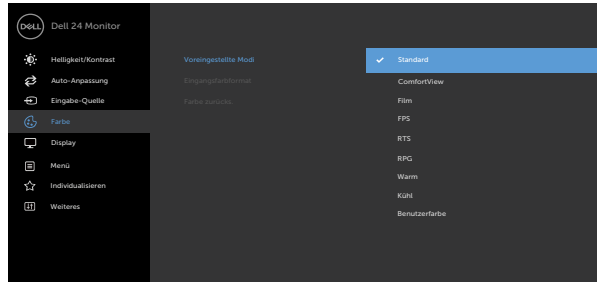 DELL Dell 24 Monitor
Helligkeit/Kontrast Voreingestellte Modi Standard
Auto-Anpassung Eingangsfarbformat ComfortView
Eingabe-Quelle Farbe zurücks. Film
Farbe FPS
Display RTS
Menü RPG
Individualisieren Warm
Weiteres Kühl
Benutzerfarbe